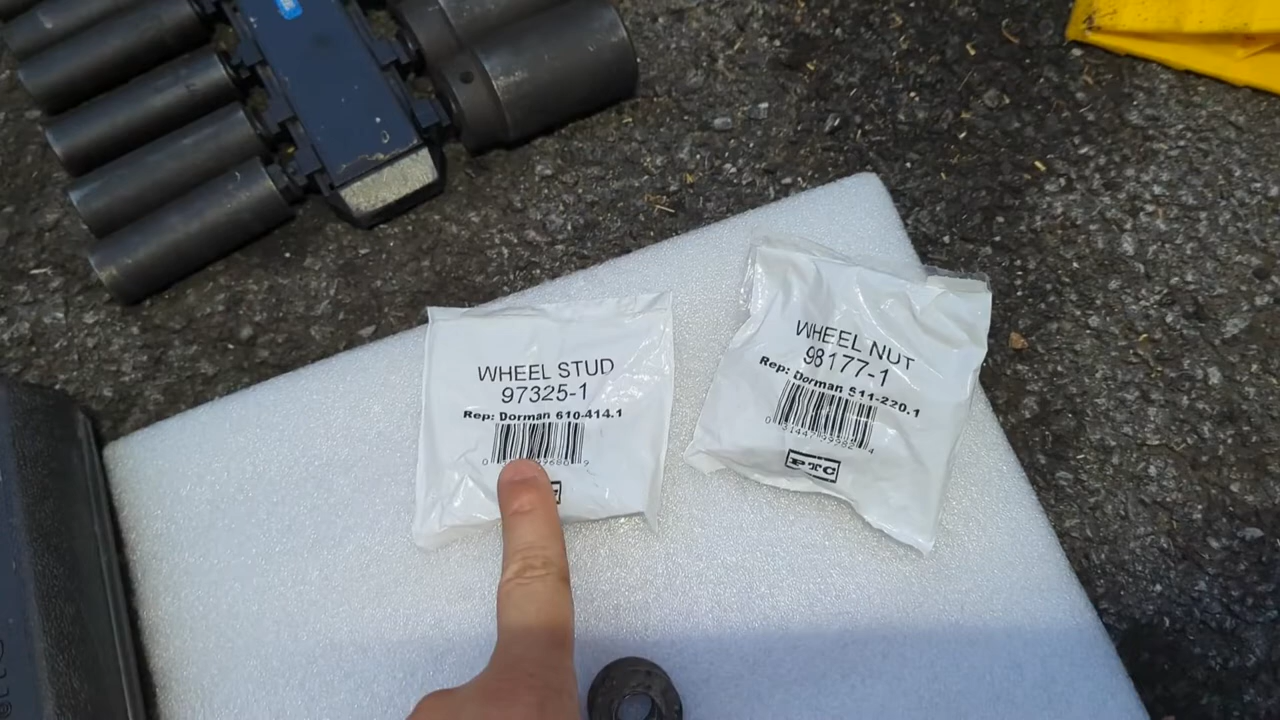 WHEEL STUD
97325-1
Rep: Dorman 610-414.1
WHEEL NUT
98177-1
Rep: Dorman 611-220.1
PTC